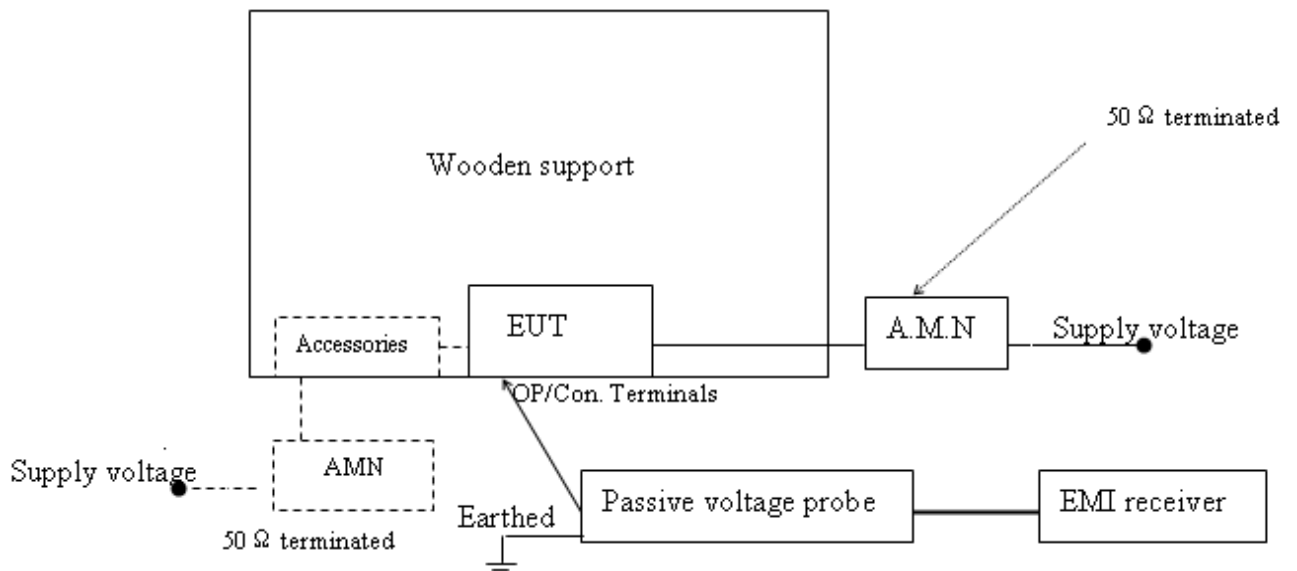 50 Ω terminated
Wooden support
EUT
A.M.N
Supply voltage
Accessories
OP/Con. Terminals
AMN
Supply voltage
Passive voltage probe
EMI receiver
Earthed
50 Ω terminated